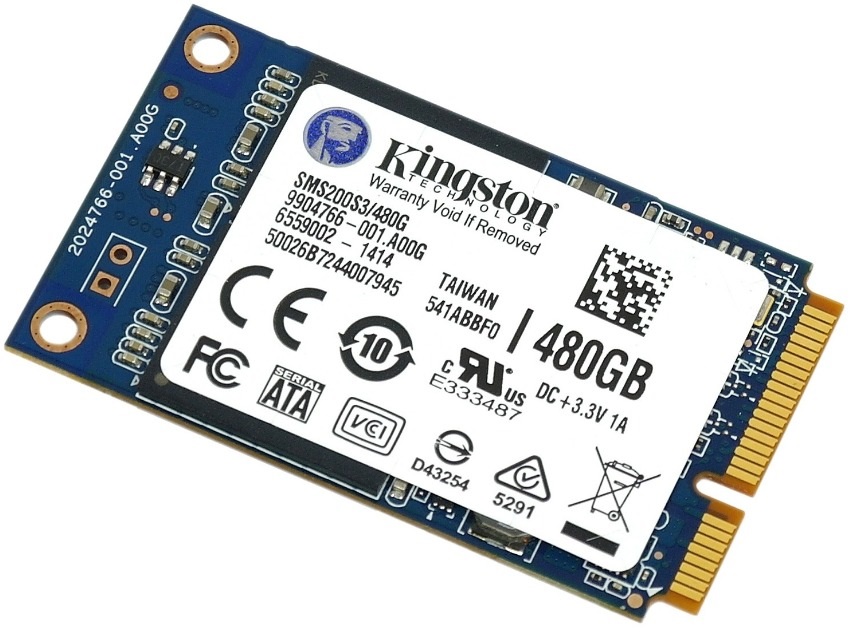 2024766-001.A00G
Kingston
TECHNOLOGY
Warranty Void If Removed
SMS200S3/480G
9904766-001.A00G
6559002 - 1414
50026B7244007945
TAIWAN
541ABBF0
480GB
DC +3.3V 1A
CE
10
FC
SERIAL
ATA
VCI
c RU US
E333487
D43254
5291